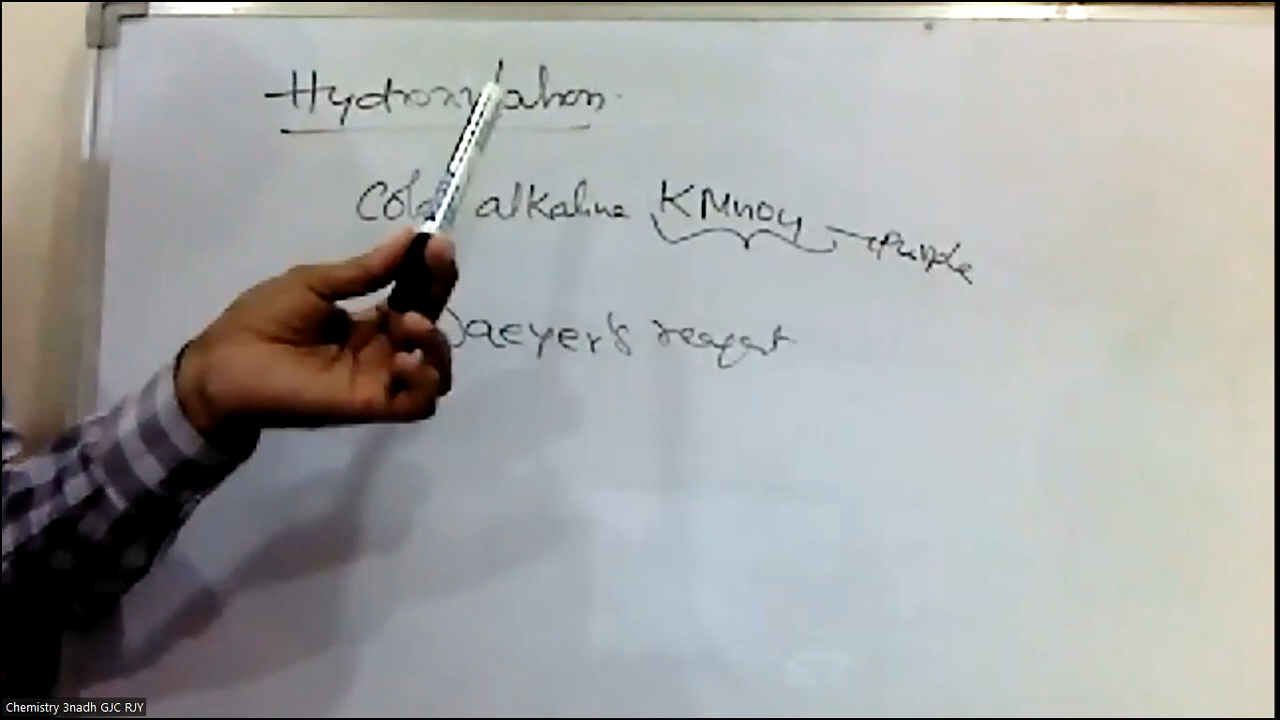 Hydroxylation
Cold alkaline KMnO4 → Purple
Baeyer's reagent
Chemistry 3nadh GJC RJY